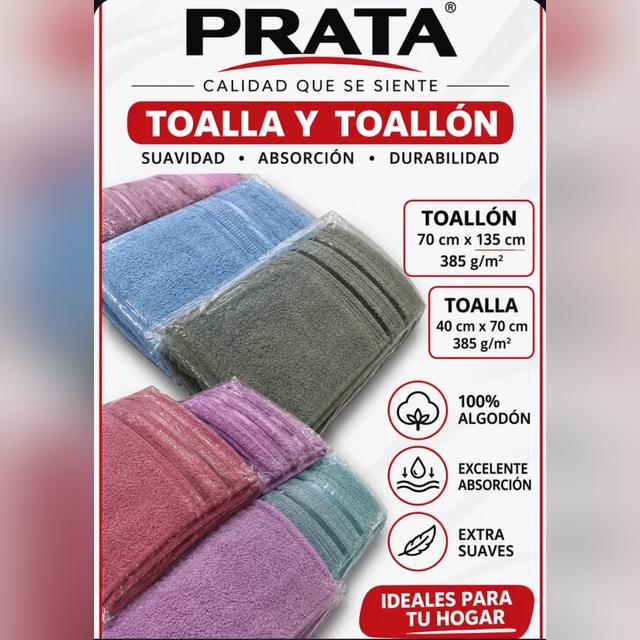 PRATA®
CALIDAD QUE SE SIENTE
TOALLA Y TOALLÓN
SUAVIDAD • ABSORCIÓN • DURABILIDAD
TOALLÓN
70 cm x 135 cm
385 g/m²
TOALLA
40 cm x 70 cm
385 g/m²
100%
ALGODÓN
EXCELENTE
ABSORCIÓN
EXTRA
SUAVES
IDEALES PARA
TU HOGAR